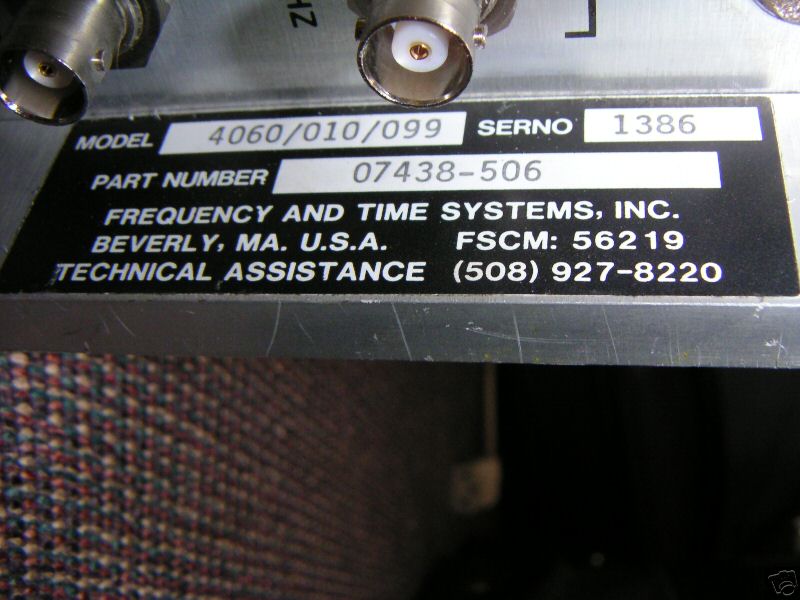 ZH
MODEL 4060/010/099 SERNO 1386
PART NUMBER 07438-506
FREQUENCY AND TIME SYSTEMS, INC.
BEVERLY, MA. U.S.A. FSCM: 56219
TECHNICAL ASSISTANCE (508) 927-8220